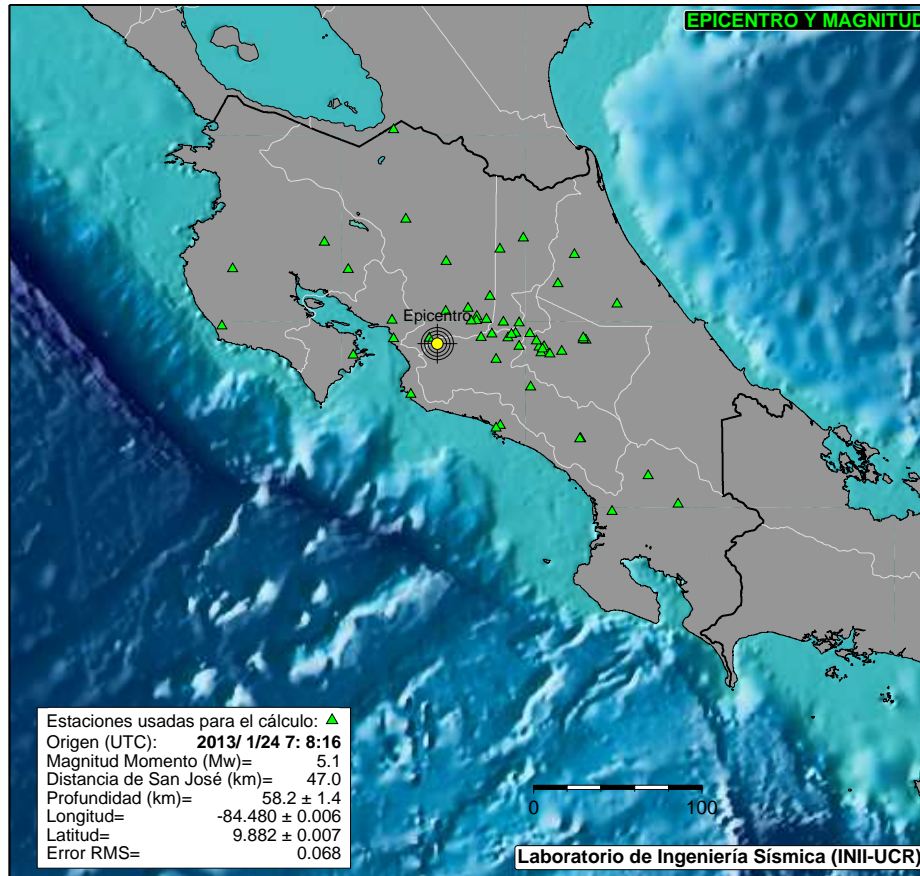 EPICENTRO Y MAGNITUD
Epicentro
Estaciones usadas para el cálculo:
Origen (UTC): 2013/ 1/24 7: 8:16
Magnitud Momento (Mw)= 5.1
Distancia de San José (km)= 47.0
Profundidad (km)= 58.2 ± 1.4
Longitud= -84.480 ± 0.006
Latitud= 9.882 ± 0.007
Error RMS= 0.068
0 100
Laboratorio de Ingeniería Sísmica (INII-UCR)